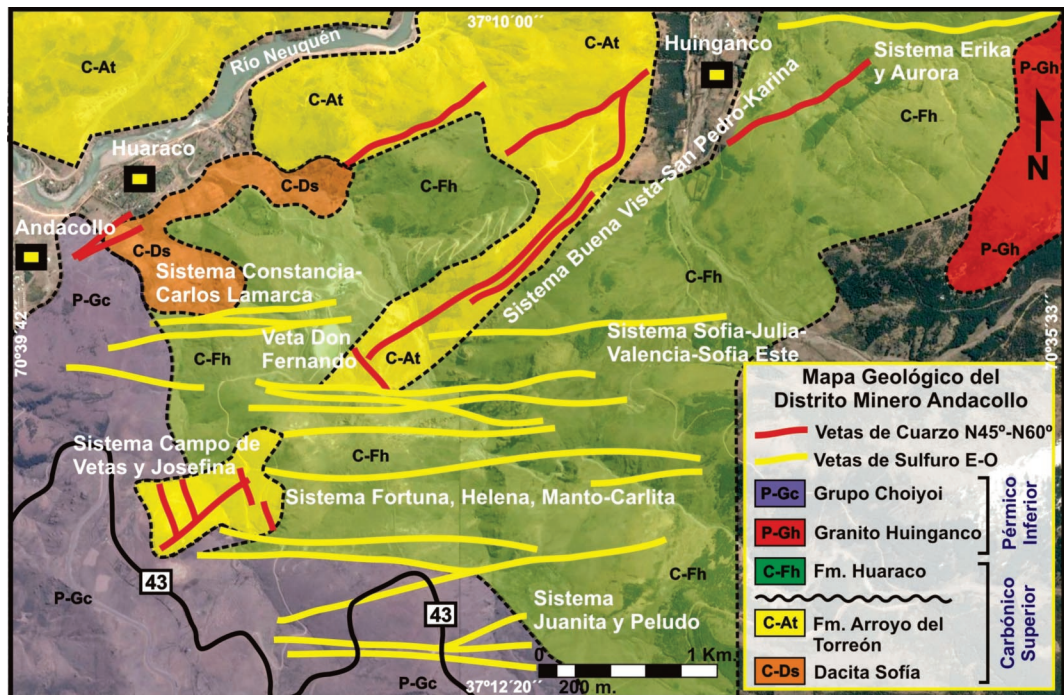 37º10´00´´
Huinganco
Sistema Erika
y Aurora
P-Gh
C-At
Río Neuquén
C-At
C-At
C-Fh
N
Huaraco
C-Ds
C-Fh
Andacollo
C-Ds
P-Gh
Sistema Buena Vista-San Pedro-Karina
Sistema Constancia-
Carlos Lamarca
P-Gc
C-Fh
70º39´42´´
70º35´33´´
Veta Don
Fernando
C-Fh
C-At
Sistema Sofia-Julia-
Valencia-Sofia Este
Sistema Campo de
Vetas y Josefina
C-Fh
Sistema Fortuna, Helena, Manto-Carlita
P-Gc
43
43
C-Fh
Sistema
Juanita y Peludo
P-Gc
37º12´20´´
0
1 Km.
200 m.
Mapa Geológico del
Distrito Minero Andacollo
Vetas de Cuarzo N45º-N60º
Vetas de Sulfuro E-O
P-Gc Grupo Choiyoi
P-Gh Granito Huinganco
Pérmico
Inferior
C-Fh Fm. Huaraco
C-At Fm. Arroyo del
Torreón
C-Ds Dacita Sofía
Carbónico
Superior